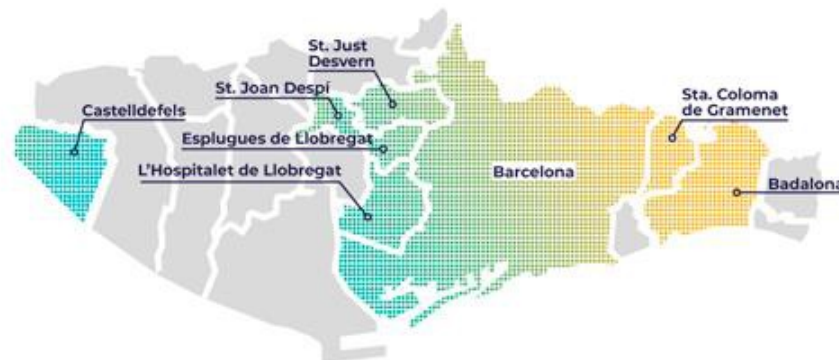 St. Just
Desvern
St. Joan Despí
Castelldefels
Sta. Coloma
de Gramenet
Esplugues de Llobregat
L'Hospitalet de Llobregat
Barcelona
Badalona